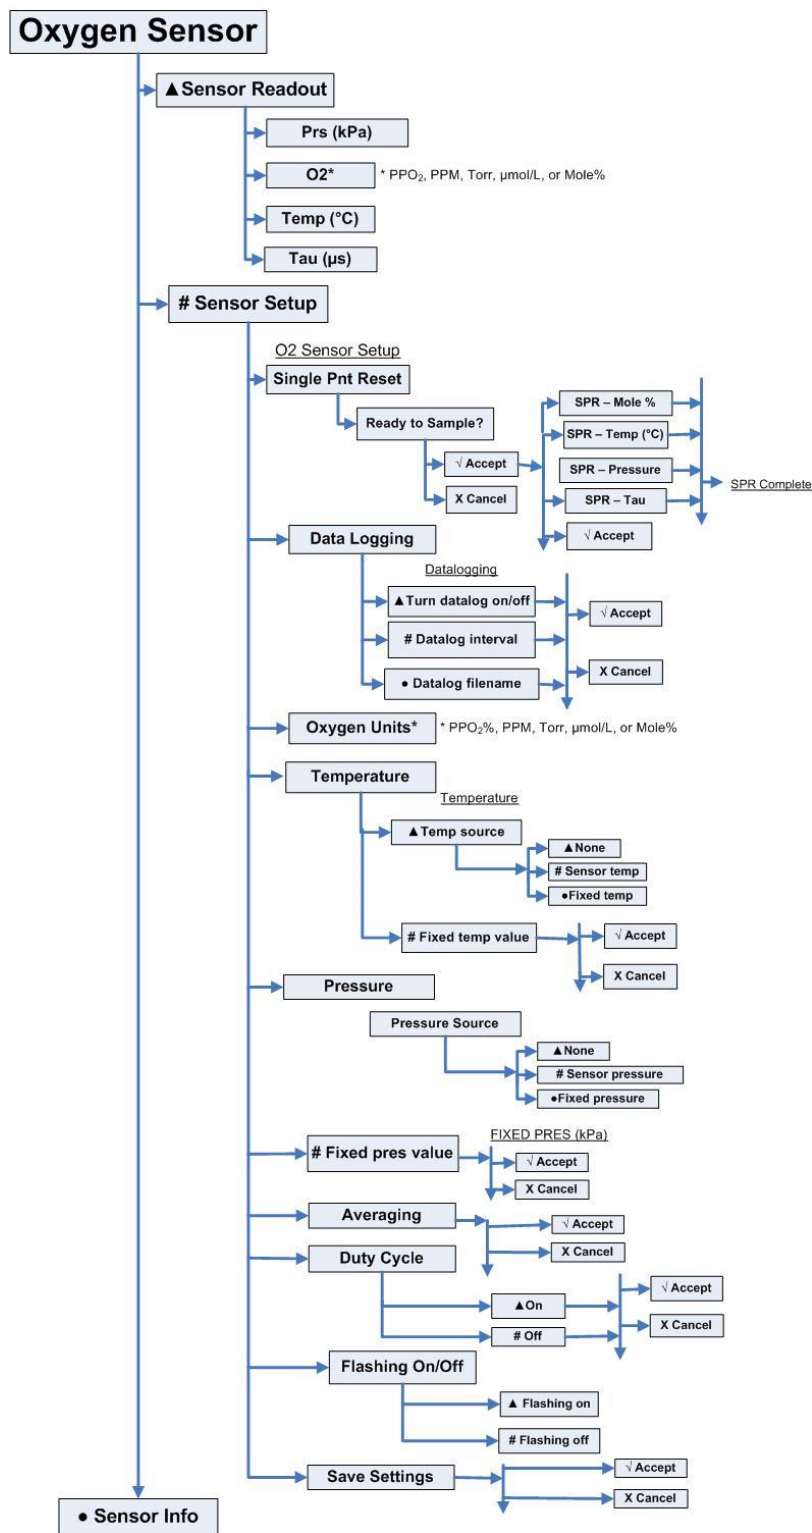 Oxygen Sensor
▲Sensor Readout
Prs (kPa)
O2*
* PPO₂, PPM, Torr, µmol/L, or Mole%
Temp (°C)
Tau (µs)
# Sensor Setup
O2 Sensor Setup
Single Pnt Reset
Ready to Sample?
√ Accept
X Cancel
SPR – Mole %
SPR – Temp (°C)
SPR – Pressure
SPR – Tau
√ Accept
SPR Complete
Data Logging
Datalogging
▲Turn datalog on/off
# Datalog interval
● Datalog filename
√ Accept
X Cancel
Oxygen Units*
* PPO₂%, PPM, Torr, µmol/L, or Mole%
Temperature
Temperature
▲Temp source
▲None
# Sensor temp
●Fixed temp
# Fixed temp value
√ Accept
X Cancel
Pressure
Pressure Source
▲None
# Sensor pressure
●Fixed pressure
FIXED PRES (kPa)
# Fixed pres value
√ Accept
X Cancel
Averaging
√ Accept
X Cancel
Duty Cycle
▲On
# Off
√ Accept
X Cancel
Flashing On/Off
▲ Flashing on
# Flashing off
Save Settings
√ Accept
X Cancel
● Sensor Info